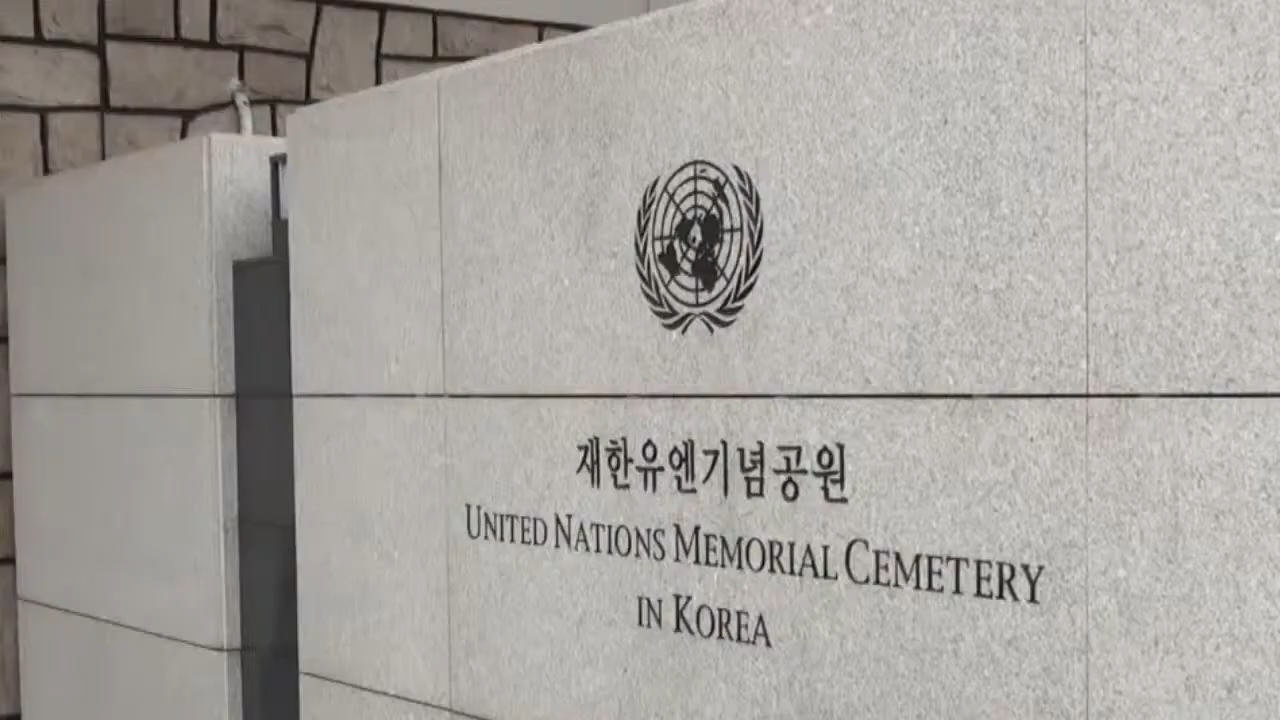 재한유엔기념공원
UNITED NATIONS MEMORIAL CEMETERY
IN KOREA